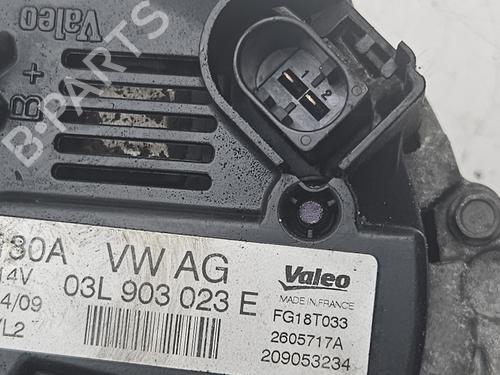 Valeo
B +
1 2
B-PARTS
180A VW AG
14V 03L 903 023 E
4/09
/L2
Valeo
MADE IN FRANCE
FG18T033
2605717A
209053234